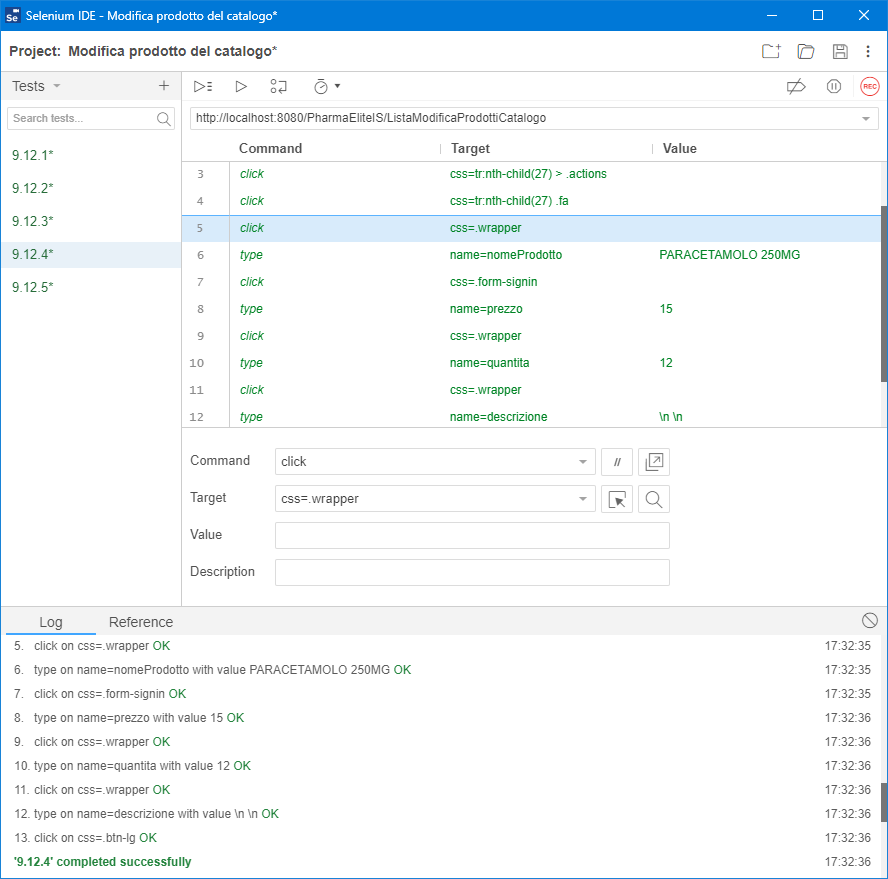 Se Selenium IDE - Modifica prodotto del catalogo*
Project: Modifica prodotto del catalogo*
Tests
REC
Search tests...
http://localhost:8080/PharmaEliteIS/ListaModificaProdottiCatalogo
9.12.1*
9.12.2*
9.12.3*
9.12.4*
9.12.5*
Command Target Value
3 click css=tr:nth-child(27) > .actions
4 click css=tr:nth-child(27) .fa
5 click css=.wrapper
6 type name=nomeProdotto PARACETAMOLO 250MG
7 click css=.form-signin
8 type name=prezzo 15
9 click css=.wrapper
10 type name=quantita 12
11 click css=.wrapper
12 type name=descrizione \n \n
Command click //
Target css=.wrapper
Value
Description
Log Reference
5. click on css=.wrapper OK 17:32:35
6. type on name=nomeProdotto with value PARACETAMOLO 250MG OK 17:32:35
7. click on css=.form-signin OK 17:32:35
8. type on name=prezzo with value 15 OK 17:32:36
9. click on css=.wrapper OK 17:32:36
10. type on name=quantita with value 12 OK 17:32:36
11. click on css=.wrapper OK 17:32:36
12. type on name=descrizione with value \n \n OK 17:32:36
13. click on css=.btn-lg OK 17:32:36
'9.12.4' completed successfully 17:32:36